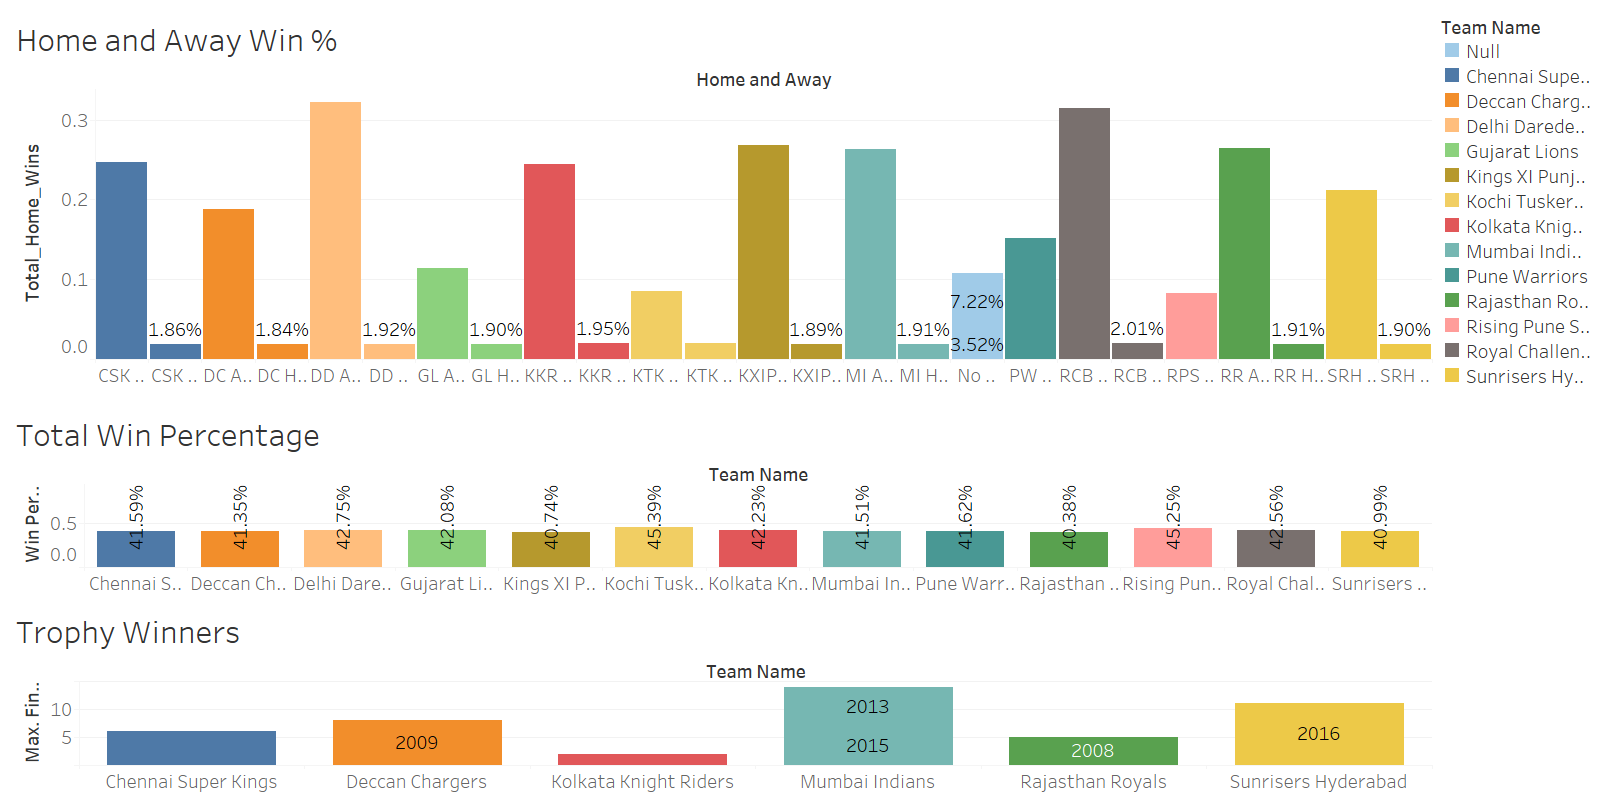 Home and Away Win %
Home and Away
Total_Home_Wins
0.3
0.2
0.1
0.0
1.86% 1.84% 1.92% 1.90% 1.95% 1.89% 1.91% 7.22% 3.52% 2.01% 1.91% 1.90%
CSK .. CSK .. DC A.. DC H.. DD A.. DD .. GL A.. GL H.. KKR .. KKR .. KTK .. KTK .. KXIP.. KXIP.. MI A.. MI H.. No .. PW .. RCB .. RCB .. RPS .. RR A.. RR H.. SRH .. SRH ..
Team Name
Null
Chennai Supe..
Deccan Charg..
Delhi Darede..
Gujarat Lions
Kings XI Punj..
Kochi Tusker..
Kolkata Knig..
Mumbai Indi..
Pune Warriors
Rajasthan Ro..
Rising Pune S..
Royal Challen..
Sunrisers Hy..
Total Win Percentage
Team Name
Win Per..
0.5
0.0
41.59% 41.35% 42.75% 42.08% 40.74% 45.39% 42.23% 41.51% 41.62% 40.38% 45.25% 42.56% 40.99%
Chennai S.. Deccan Ch.. Delhi Dare.. Gujarat Li.. Kings XI P.. Kochi Tusk.. Kolkata Kn.. Mumbai In.. Pune Warr.. Rajasthan .. Rising Pun.. Royal Chal.. Sunrisers ..
Trophy Winners
Team Name
Max. Fin..
10
5
2009
2013
2015
2008
2016
Chennai Super Kings Deccan Chargers Kolkata Knight Riders Mumbai Indians Rajasthan Royals Sunrisers Hyderabad